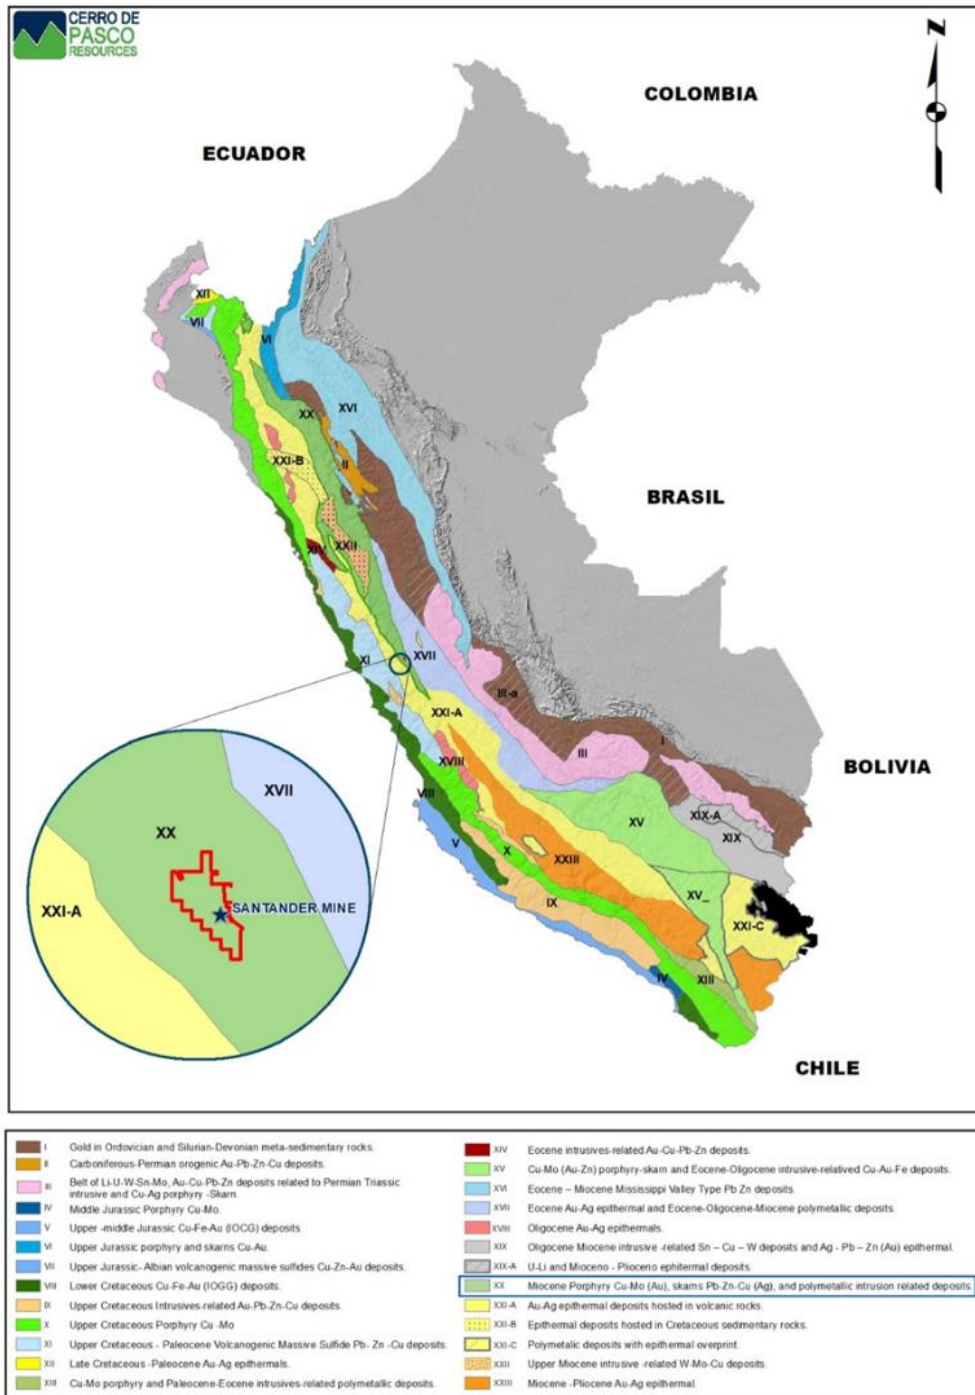 CERRO DE
PASCO
RESOURCES
N
COLOMBIA
ECUADOR
XII
VII
VI
XX
XVI
XXI-B
II
BRASIL
XIV
XXII
XI
XVII
III-a
XXI-A
I
III
XVIII
BOLIVIA
VIII
XV
XIX-A
XIX
V
X
XXIII
IX
XV_
XXI-C
IV
XIII
CHILE
XVII
XX
XXI-A
SANTANDER MINE
I Gold in Ordovician and Silurian-Devonian meta-sedimentary rocks.
II Carboniferous-Permian orogenic Au-Pb-Zn-Cu deposits.
III Belt of Li-U-W-Sn-Mo, Au-Cu-Pb-Zn deposits related to Permian Triassic
intrusive and Cu-Ag porphyry -Skarn.
IV Middle Jurassic Porphyry Cu-Mo.
V Upper -middle Jurassic Cu-Fe-Au (IOCG) deposits.
VI Upper Jurassic porphyry and skarns Cu-Au.
VII Upper Jurassic- Albian volcanogenic massive sulfides Cu-Zn-Au deposits.
VIII Lower Cretaceous Cu-Fe-Au (IOGG) deposits.
IX Upper Cretaceous Intrusives-related Au-Pb-Zn-Cu deposits.
X Upper Cretaceous Porphyry Cu -Mo
XI Upper Cretaceous - Paleocene Volcanogenic Massive Sulfide Pb- Zn -Cu deposits.
XII Late Cretaceous -Paleocene Au-Ag epithermals.
XIII Cu-Mo porphyry and Paleocene-Eocene intrusives-related polymetallic deposits.
XIV Eocene intrusives-related Au-Cu-Pb-Zn deposits.
XV Cu-Mo (Au-Zn) porphyry-skarn and Eocene-Oligocene intrusive-relatived Cu-Au-Fe deposits.
XVI Eocene – Miocene Mississippi Valley Type Pb Zn deposits.
XVII Eocene Au-Ag epithermal and Eocene-Oligocene-Miocene polymetallic deposits.
XVIII Oligocene Au-Ag epithermals.
XIX Oligocene Miocene intrusive -related Sn – Cu – W deposits and Ag - Pb – Zn (Au) epithermal.
XIX-A U-Li and Mioceno - Plioceno ephitermal deposits.
XX Miocene Porphyry Cu-Mo (Au), skarns Pb-Zn-Cu (Ag), and polymetallic intrusion related deposits.
XXI-A Au-Ag epithermal deposits hosted in volcanic rocks.
XXI-B Epithermal deposits hosted in Cretaceous sedimentary rocks.
XXI-C Polymetalic deposits with epithermal overprint.
XXII Upper Miocene intrusive -related W-Mo-Cu deposits.
XXIII Miocene -Pliocene Au-Ag epithermal.